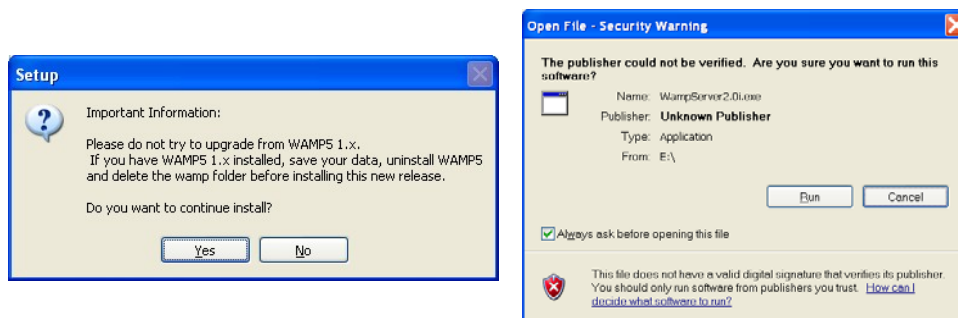 Setup
Important Information:
Please do not try to upgrade from WAMP5 1.x.
If you have WAMP5 1.x installed, save your data, uninstall WAMP5
and delete the wamp folder before installing this new release.
Do you want to continue install?
Yes No
Open File - Security Warning
The publisher could not be verified. Are you sure you want to run this
software?
Name: WampServer2.0i.exe
Publisher: Unknown Publisher
Type: Application
From: E:\
Run Cancel
Always ask before opening this file
This file does not have a valid digital signature that verifies its publisher.
You should only run software from publishers you trust. How can I
decide what software to run?